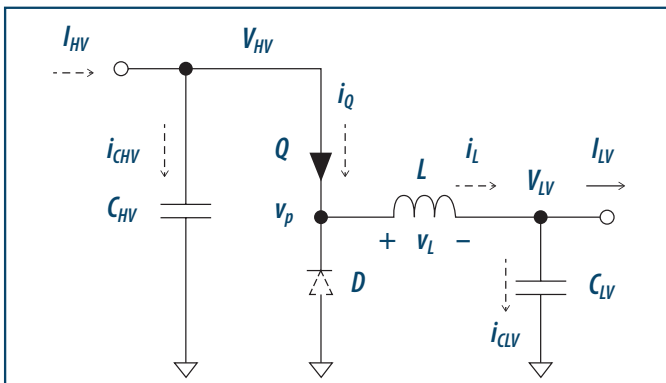 I_HV
V_HV
i_Q
i_CHV
Q
L
i_L
I_LV
V_LV
C_HV
v_p
+ v_L −
D
C_LV
i_CLV